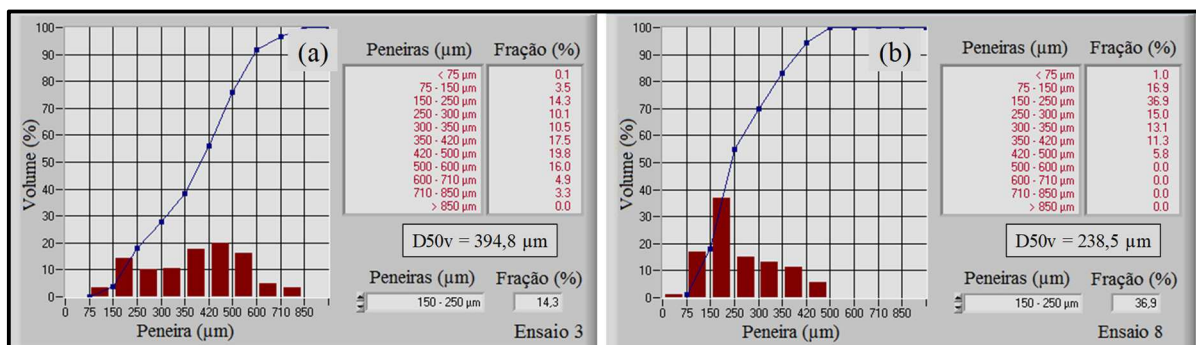 (a)
Volume (%)
100
90
80
70
60
50
40
30
20
10
0
0 75 150 250 300 350 420 500 600 710 850
Peneira (µm)
Peneiras (µm) Fração (%)
< 75 µm 0.1
75 - 150 µm 3.5
150 - 250 µm 14.3
250 - 300 µm 10.1
300 - 350 µm 10.5
350 - 420 µm 17.5
420 - 500 µm 19.8
500 - 600 µm 16.0
600 - 710 µm 4.9
710 - 850 µm 3.3
> 850 µm 0.0
D50v = 394,8 µm
Peneiras (µm) Fração (%)
150 - 250 µm 14,3
Ensaio 3
(b)
Volume (%)
100
90
80
70
60
50
40
30
20
10
0
0 75 150 250 300 350 420 500 600 710 850
Peneira (µm)
Peneiras (µm) Fração (%)
< 75 µm 1.0
75 - 150 µm 16.9
150 - 250 µm 36.9
250 - 300 µm 15.0
300 - 350 µm 13.1
350 - 420 µm 11.3
420 - 500 µm 5.8
500 - 600 µm 0.0
600 - 710 µm 0.0
710 - 850 µm 0.0
> 850 µm 0.0
D50v = 238,5 µm
Peneiras (µm) Fração (%)
150 - 250 µm 36,9
Ensaio 8